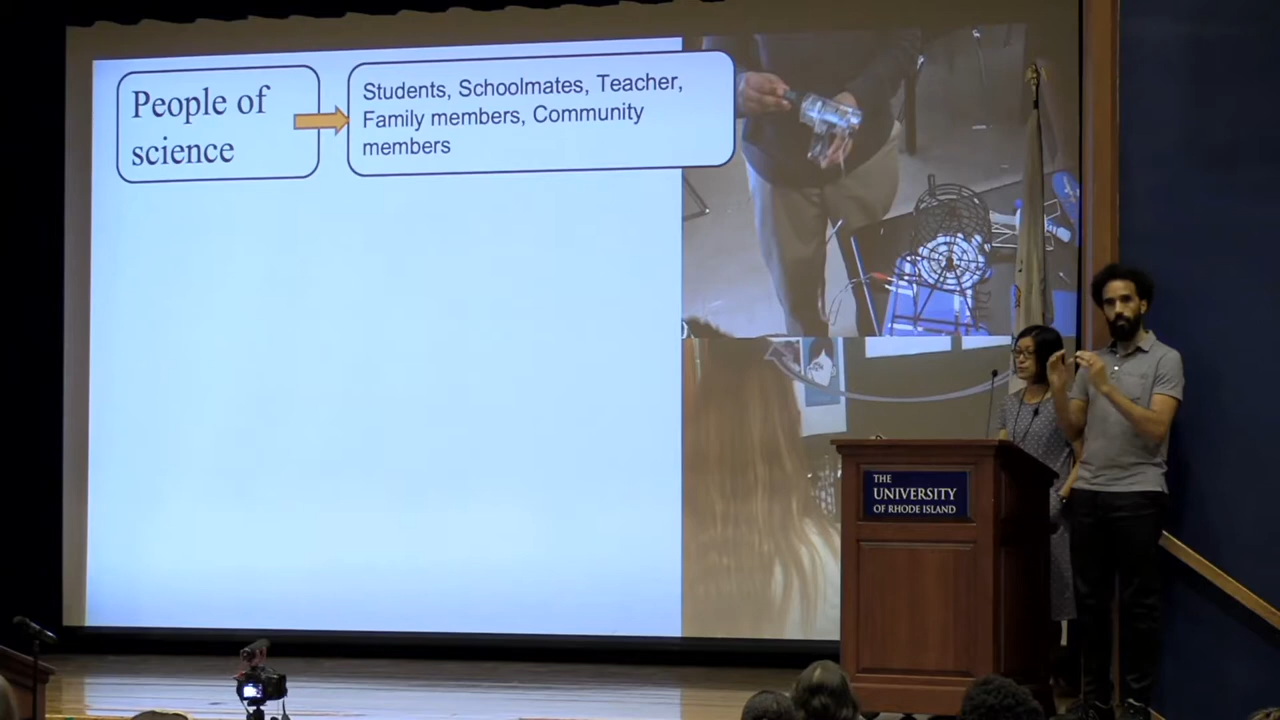 People of
science
Students, Schoolmates, Teacher,
Family members, Community
members
THE
UNIVERSITY
OF RHODE ISLAND